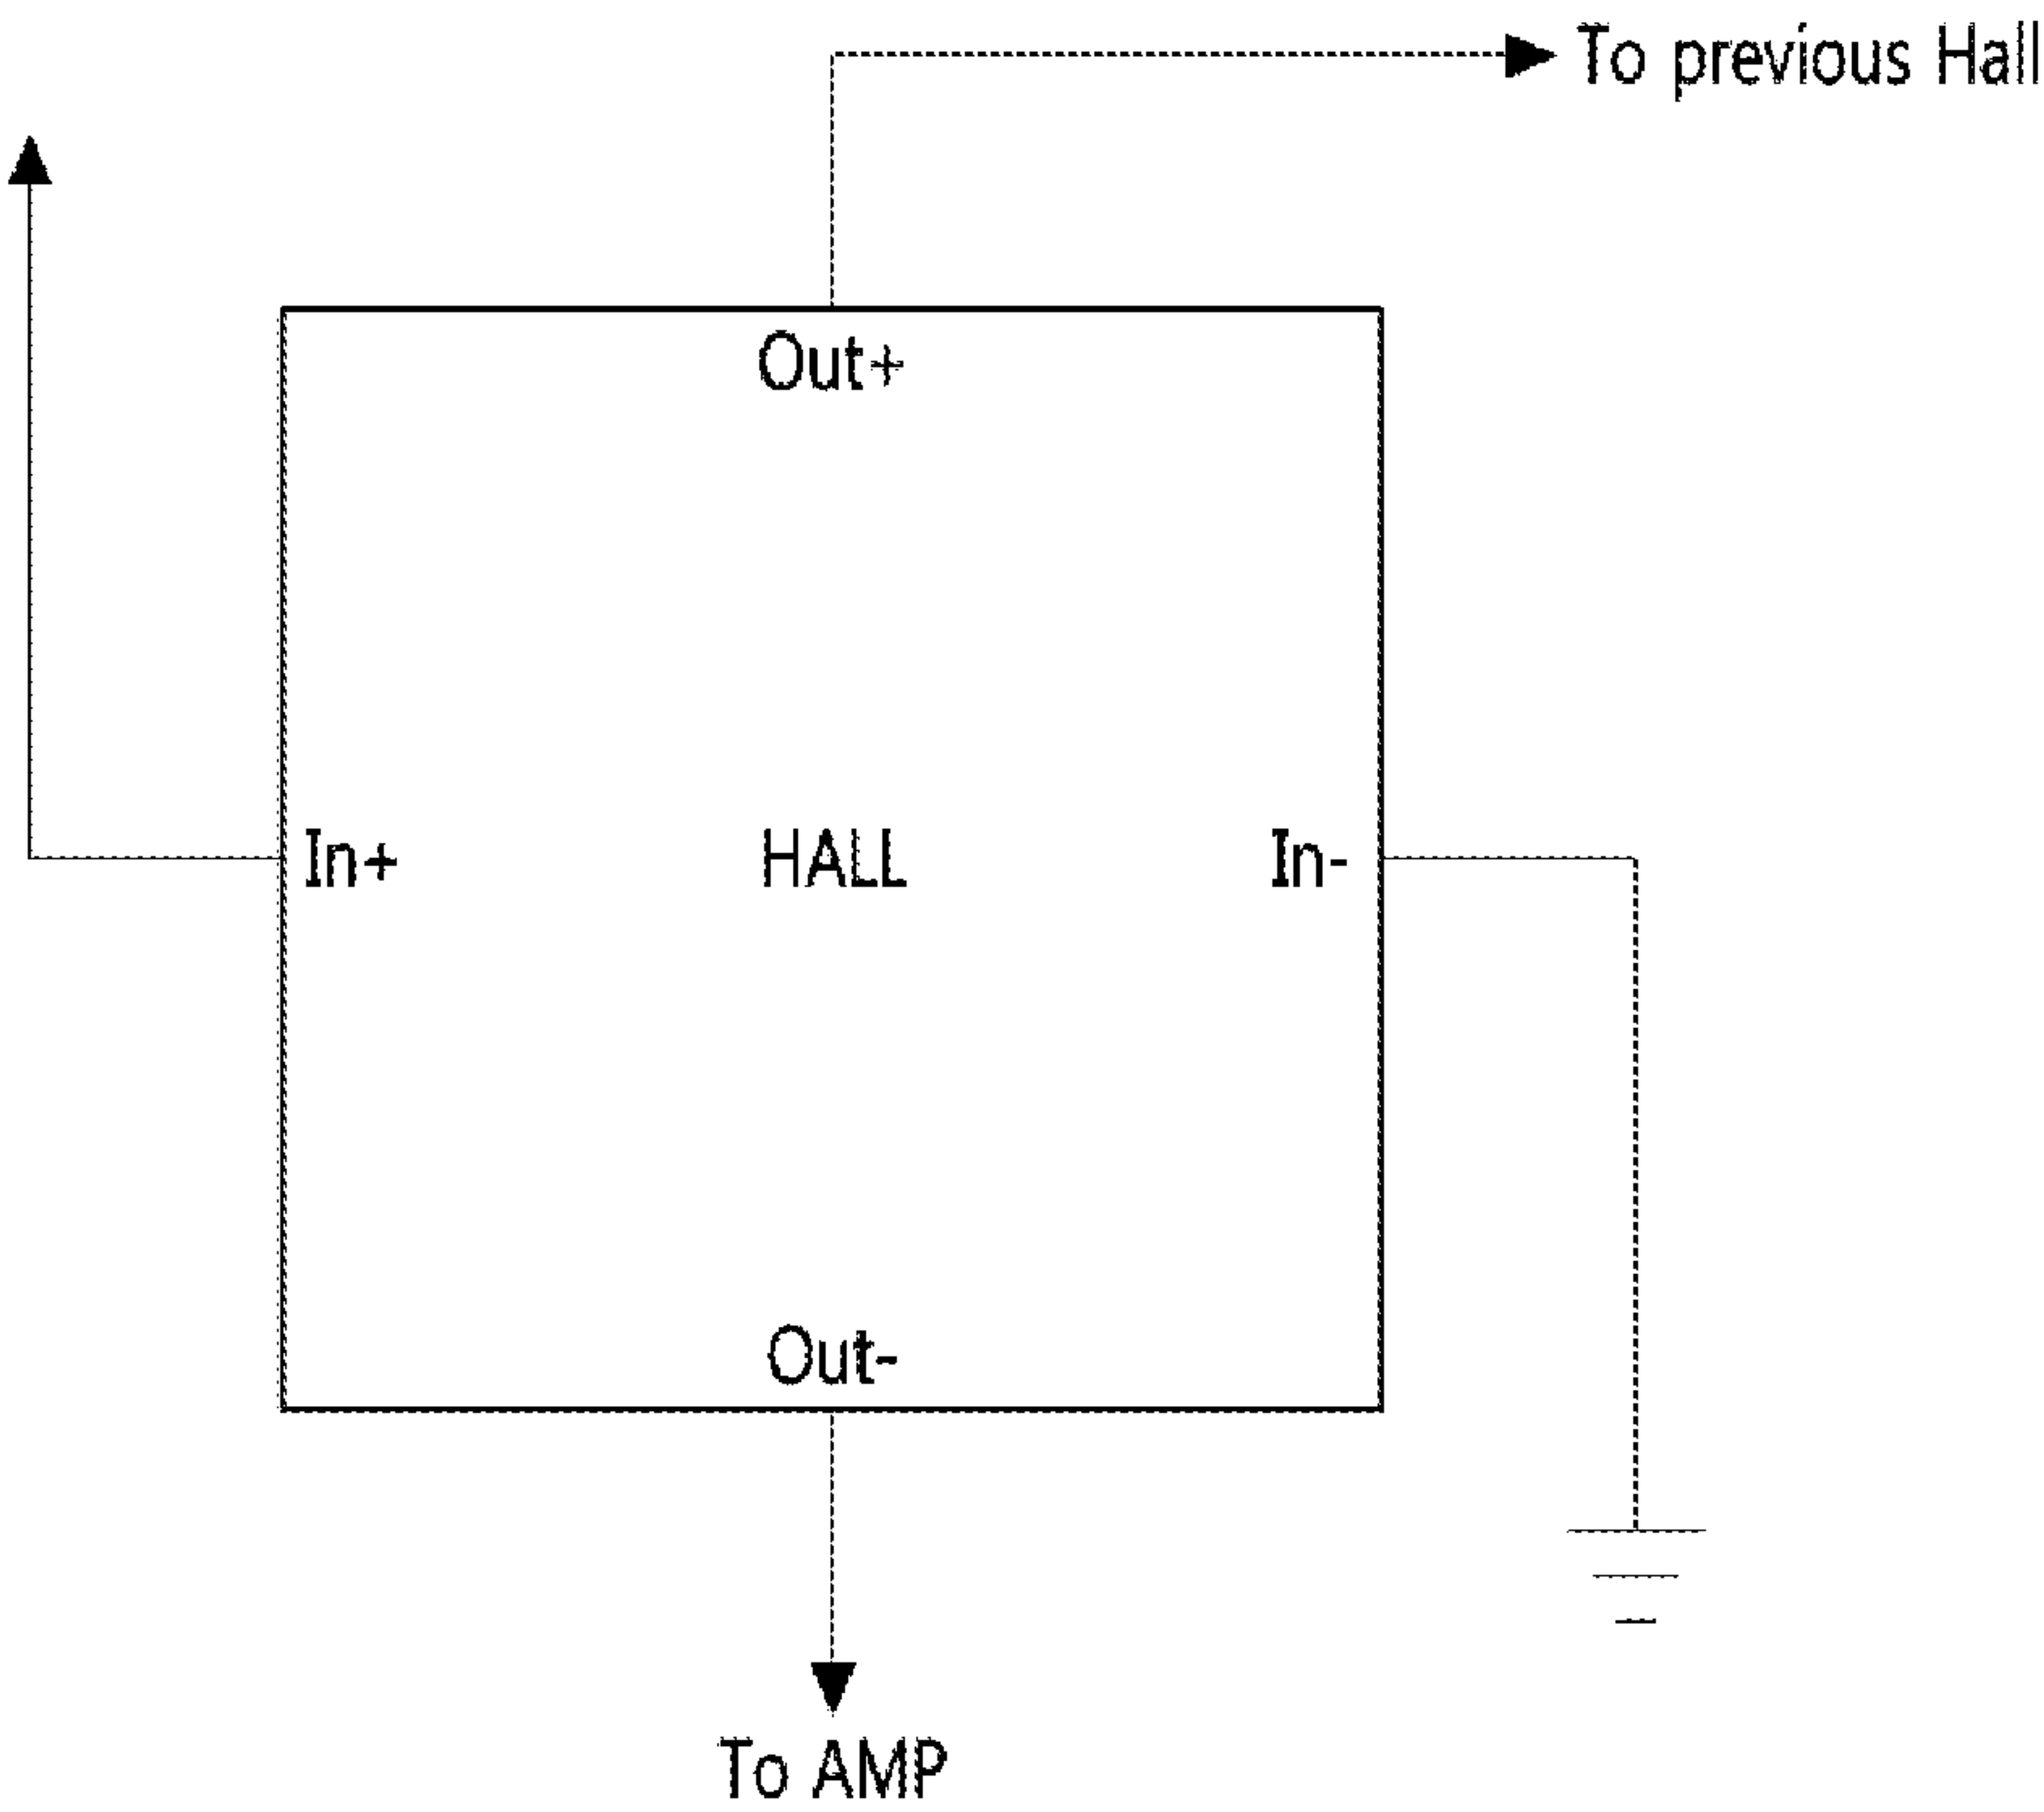 To previous Hall
Out+
In+
HALL
In-
Out-
To AMP